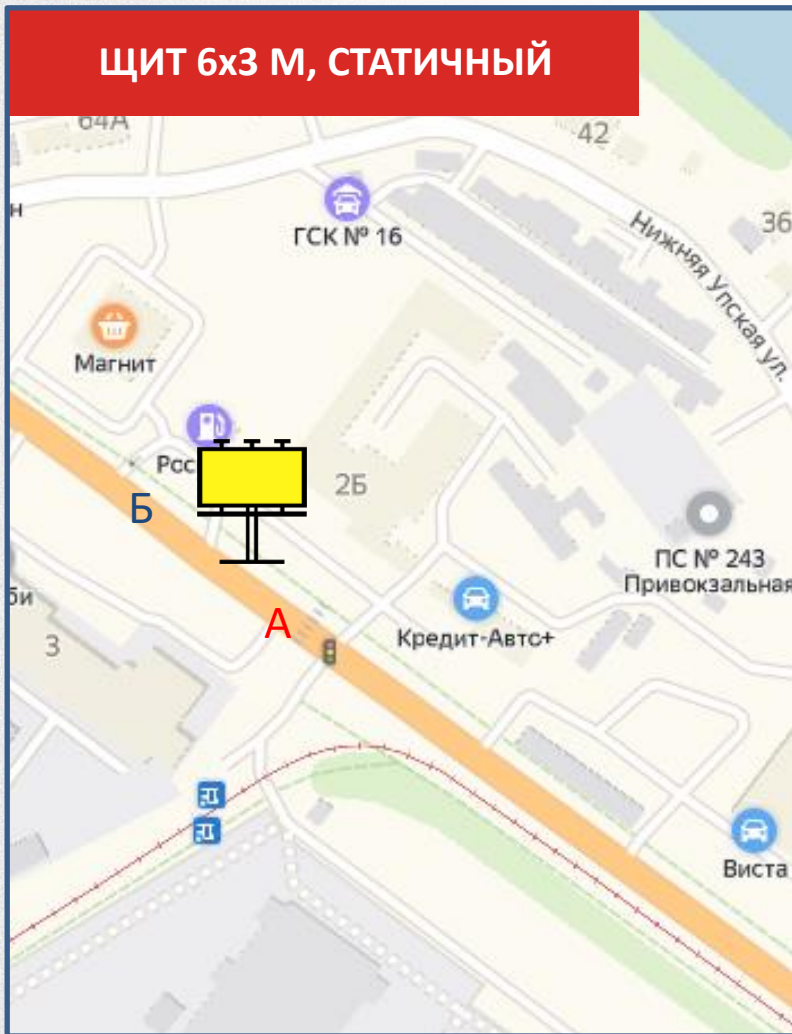 ЩИТ 6х3 М, СТАТИЧНЫЙ
64А
42
н
ГСК № 16
36
Нижняя Упская ул.
Магнит
Рос
2Б
Б
ПС № 243
Привокзальная
би
А
Кредит-Авто+
3
Виста